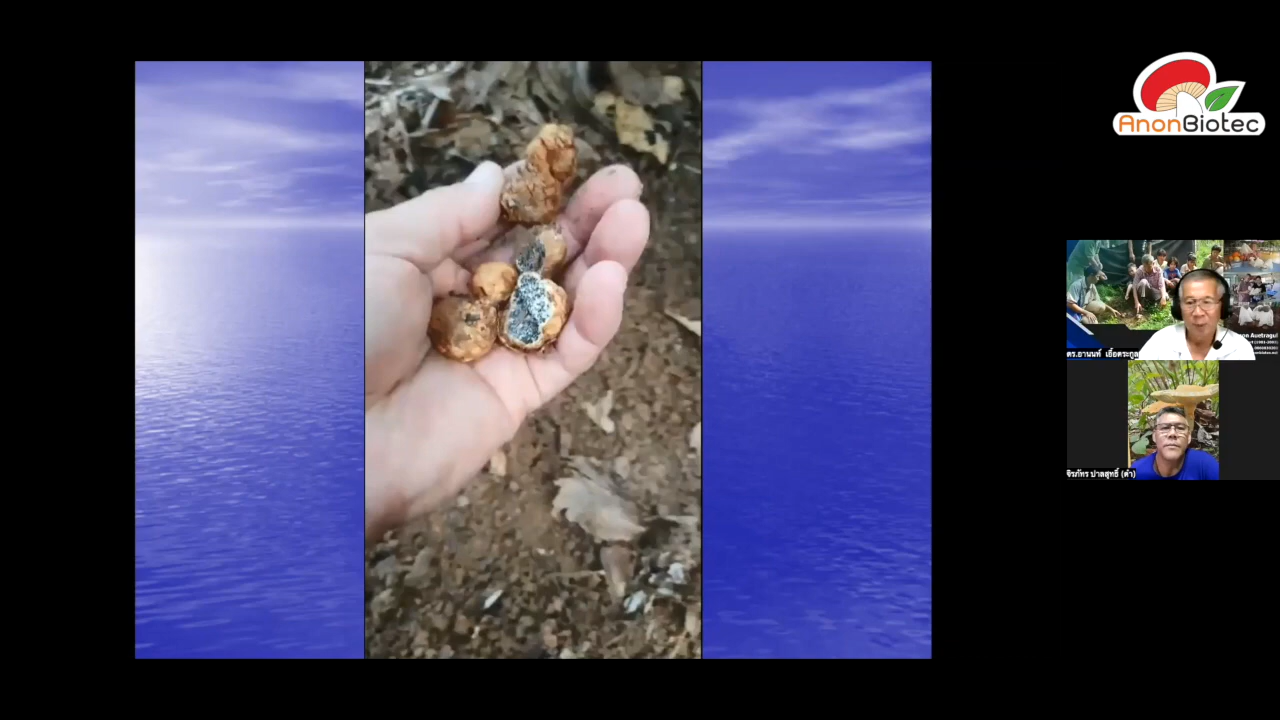 AnonBiotec
ดร.อานนท์ เอื้อตระกูล
จิรภัทร ปาลสุทธิ์ (ดำ)